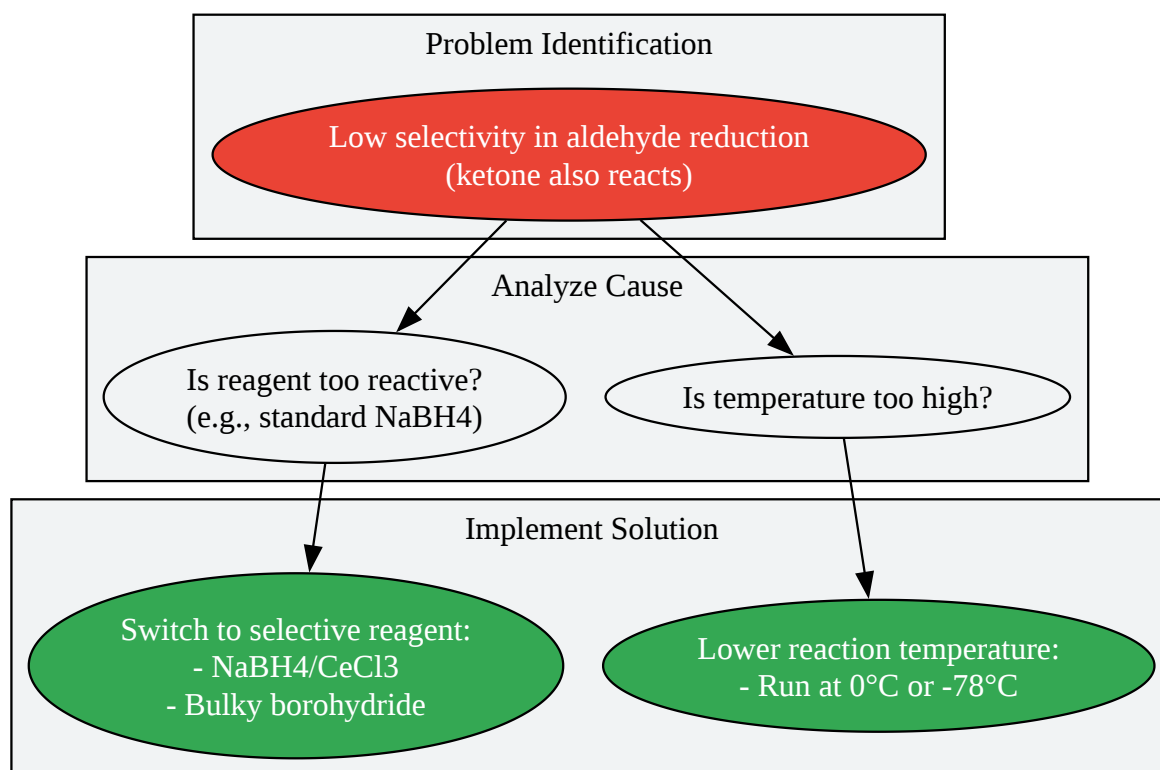 Problem Identification
Low selectivity in aldehyde reduction
(ketone also reacts)
Analyze Cause
Is reagent too reactive?
(e.g., standard NaBH4)
Is temperature too high?
Implement Solution
Switch to selective reagent:
- NaBH4/CeCl3
- Bulky borohydride
Lower reaction temperature:
- Run at 0°C or -78°C